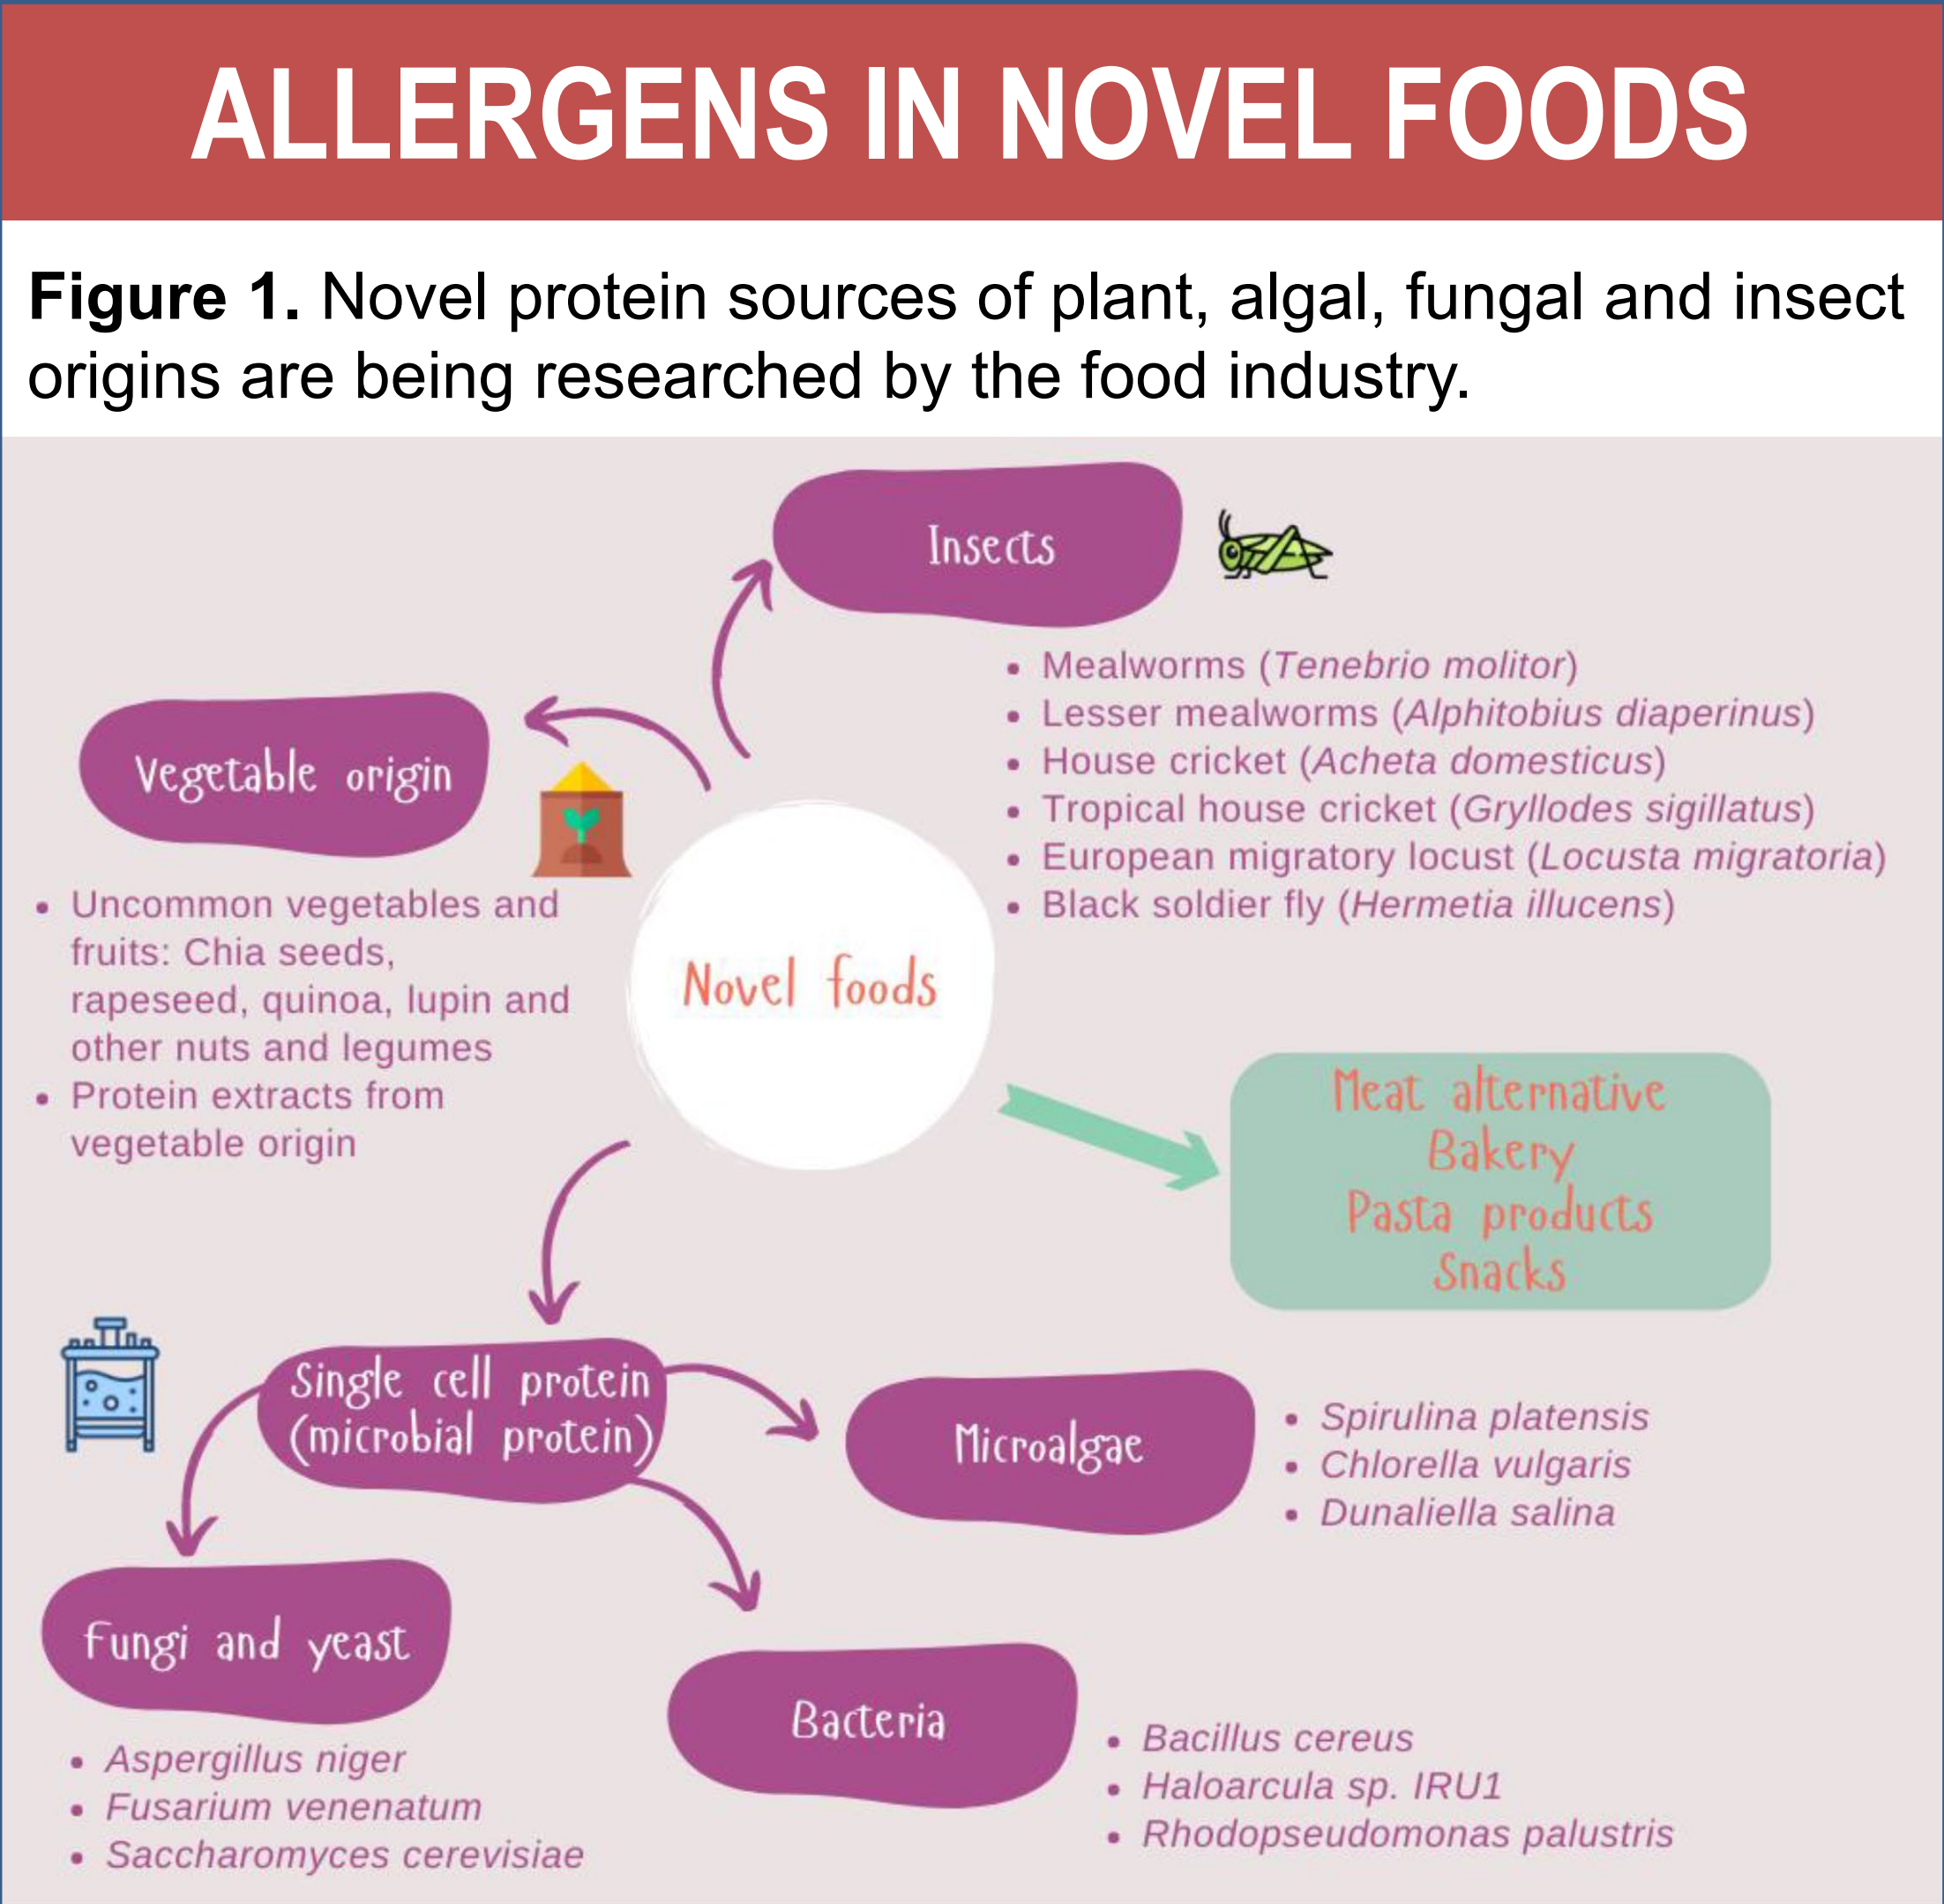 ALLERGENS IN NOVEL FOODS
Figure 1. Novel protein sources of plant, algal, fungal and insect
origins are being researched by the food industry.
Insects
• Mealworms (Tenebrio molitor)
• Lesser mealworms (Alphitobius diaperinus)
• House cricket (Acheta domesticus)
• Tropical house cricket (Gryllodes sigillatus)
• European migratory locust (Locusta migratoria)
• Black soldier fly (Hermetia illucens)
Vegetable origin
• Uncommon vegetables and
fruits: Chia seeds,
rapeseed, quinoa, lupin and
other nuts and legumes
• Protein extracts from
vegetable origin
Novel foods
Meat alternative
Bakery
Pasta products
Snacks
Single cell protein
(microbial protein)
Microalgae
• Spirulina platensis
• Chlorella vulgaris
• Dunaliella salina
Fungi and yeast
• Aspergillus niger
• Fusarium venenatum
• Saccharomyces cerevisiae
Bacteria
• Bacillus cereus
• Haloarcula sp. IRU1
• Rhodopseudomonas palustris